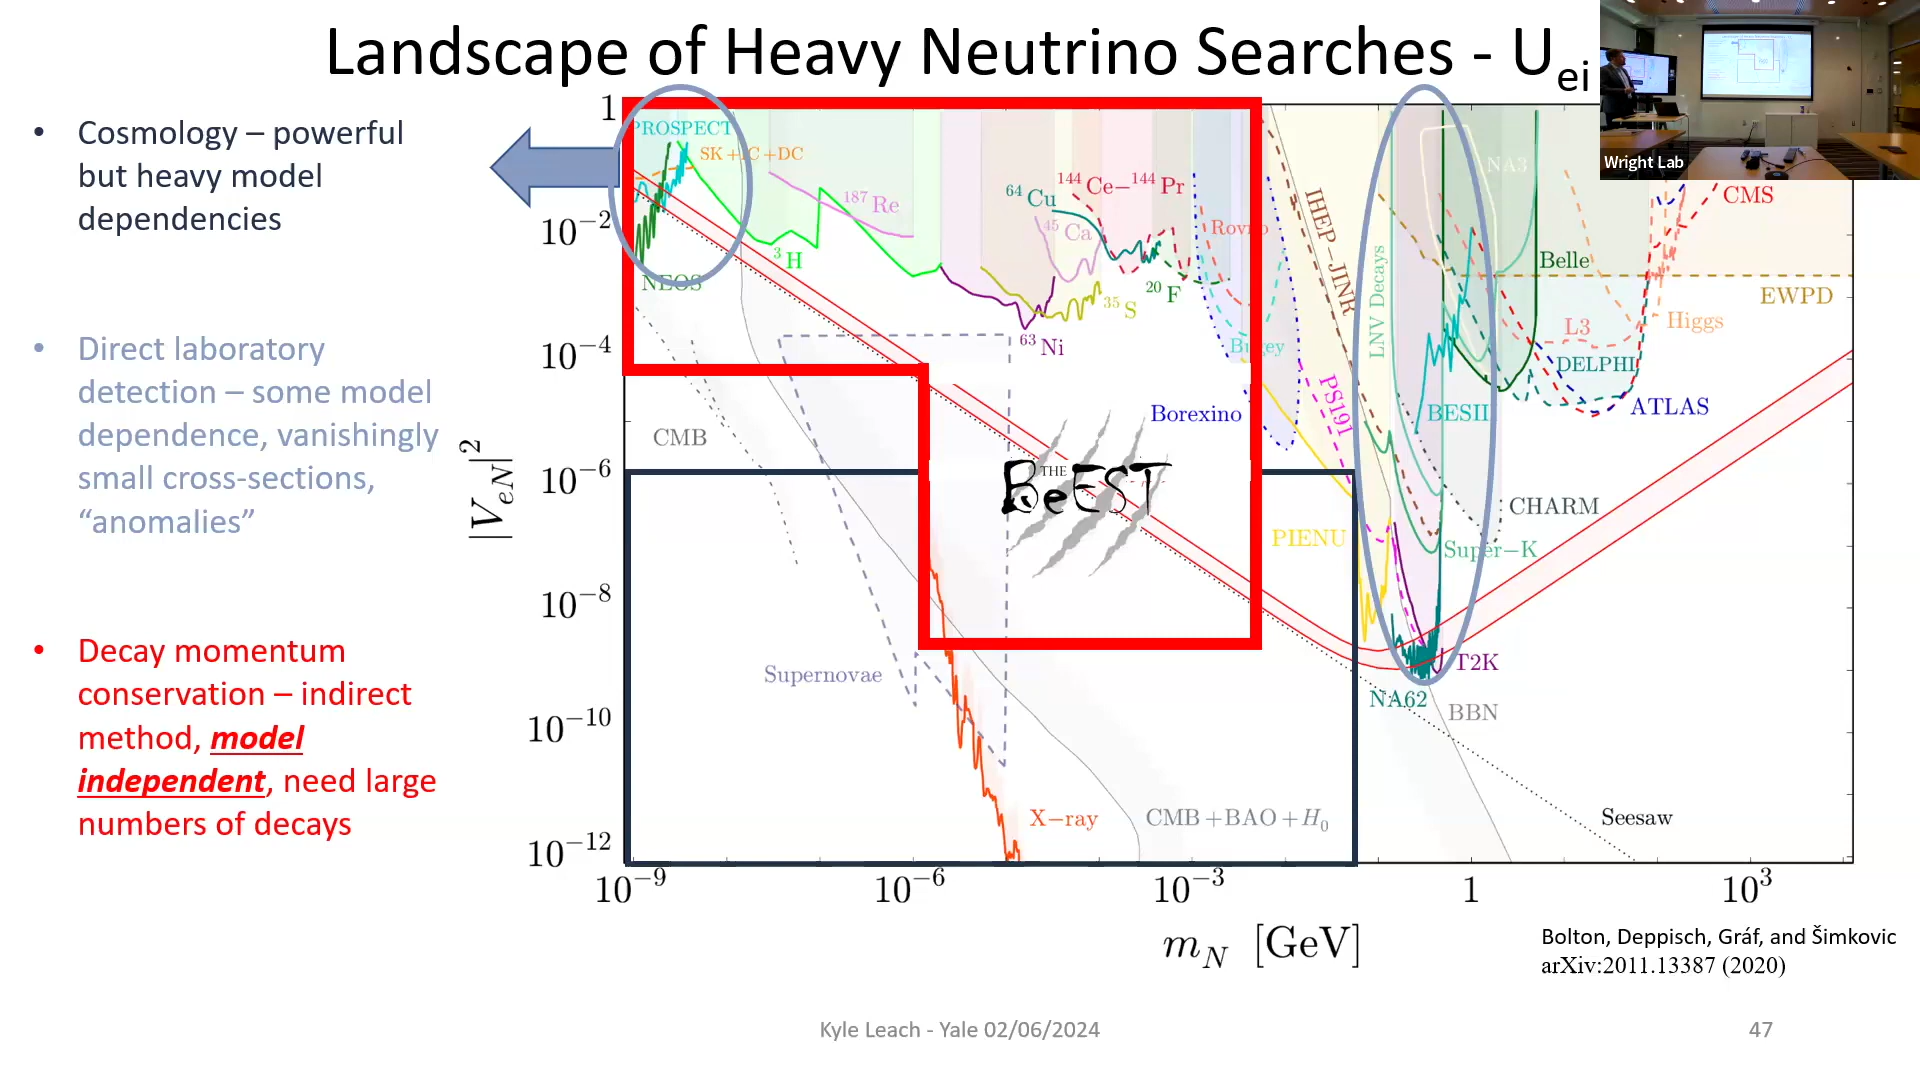 Landscape of Heavy Neutrino Searches - Uei
Wright Lab
• Cosmology – powerful
but heavy model
dependencies
• Direct laboratory
detection – some model
dependence, vanishingly
small cross-sections,
“anomalies”
• Decay momentum
conservation – indirect
method, model
independent, need large
numbers of decays
|VeN|²
1
10⁻²
10⁻⁴
10⁻⁶
10⁻⁸
10⁻¹⁰
10⁻¹²
PROSPECT
SK+IC+DC
NEOS
³H
¹⁸⁷Re
⁶⁴Cu
⁴⁵Ca
¹⁴⁴Ce−¹⁴⁴Pr
³⁵S
⁶³Ni
²⁰F
Rovno
Bugey
Borexino
IHEP−JINR
PS191
LNV Decays
NA3
Belle
CMS
EWPD
L3
Higgs
DELPHI
ATLAS
BESII
CHARM
PIENU
Super−K
T2K
NA62
BBN
Seesaw
CMB
THE
BeEST
Supernovae
X−ray
CMB+BAO+H₀
10⁻⁹
10⁻⁶
10⁻³
1
10³
mN [GeV]
Bolton, Deppisch, Gráf, and Šimkovic
arXiv:2011.13387 (2020)
Kyle Leach - Yale 02/06/2024
47